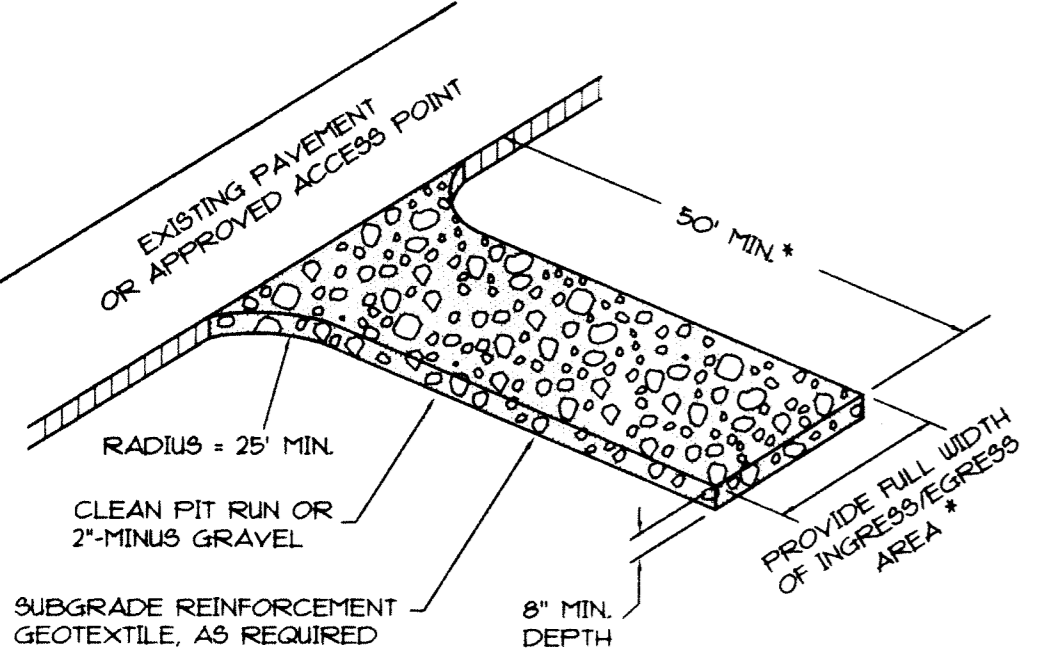 EXISTING PAVEMENT
OR APPROVED ACCESS POINT
50' MIN. *
RADIUS = 25' MIN.
CLEAN PIT RUN OR
2"-MINUS GRAVEL
SUBGRADE REINFORCEMENT
GEOTEXTILE, AS REQUIRED
8" MIN.
DEPTH
PROVIDE FULL WIDTH
OF INGRESS/EGRESS
AREA *